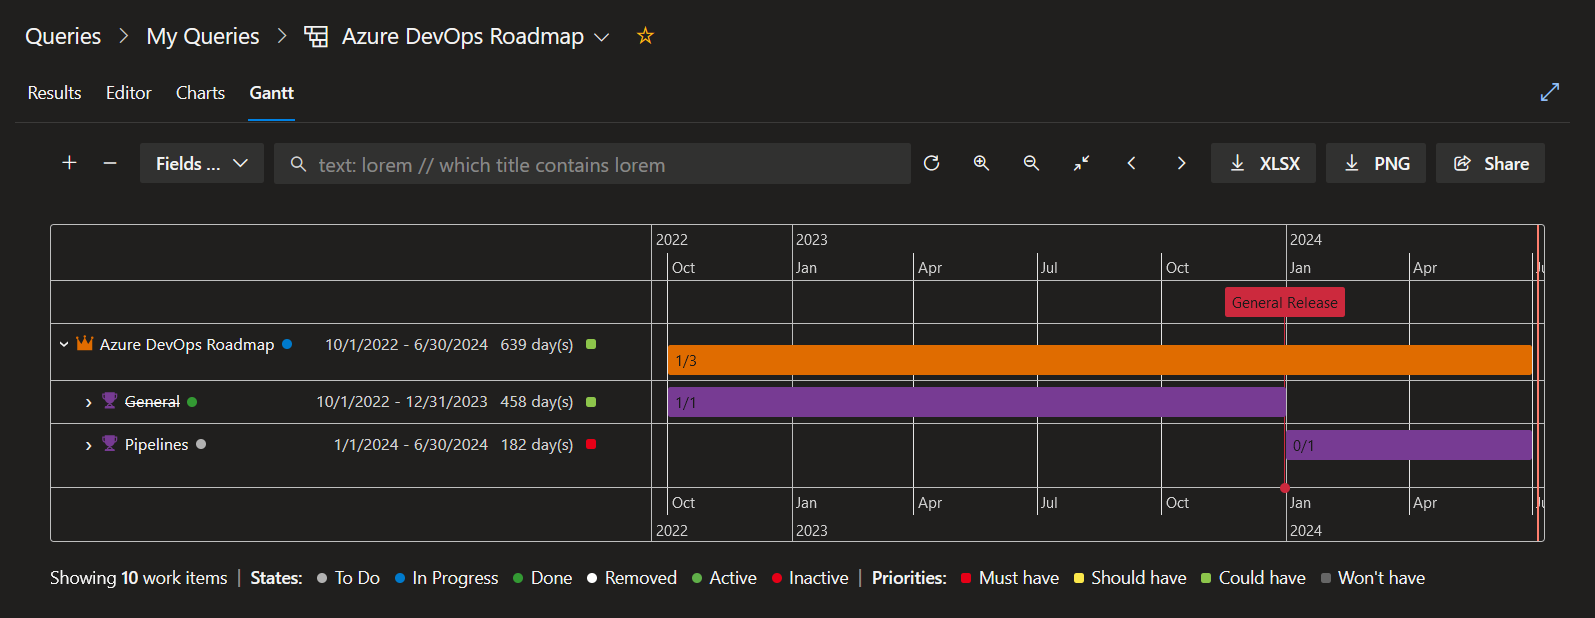 Queries > My Queries > Azure DevOps Roadmap
Results Editor Charts Gantt
+ − Fields ... text: lorem // which title contains lorem XLSX PNG Share
2022 2023 2024
Oct Jan Apr Jul Oct Jan Apr
General Release
Azure DevOps Roadmap 10/1/2022 - 6/30/2024 639 day(s) 1/3
General 10/1/2022 - 12/31/2023 458 day(s) 1/1
Pipelines 1/1/2024 - 6/30/2024 182 day(s) 0/1
Oct Jan Apr Jul Oct Jan Apr
2022 2023 2024
Showing 10 work items | States: To Do In Progress Done Removed Active Inactive | Priorities: Must have Should have Could have Won't have